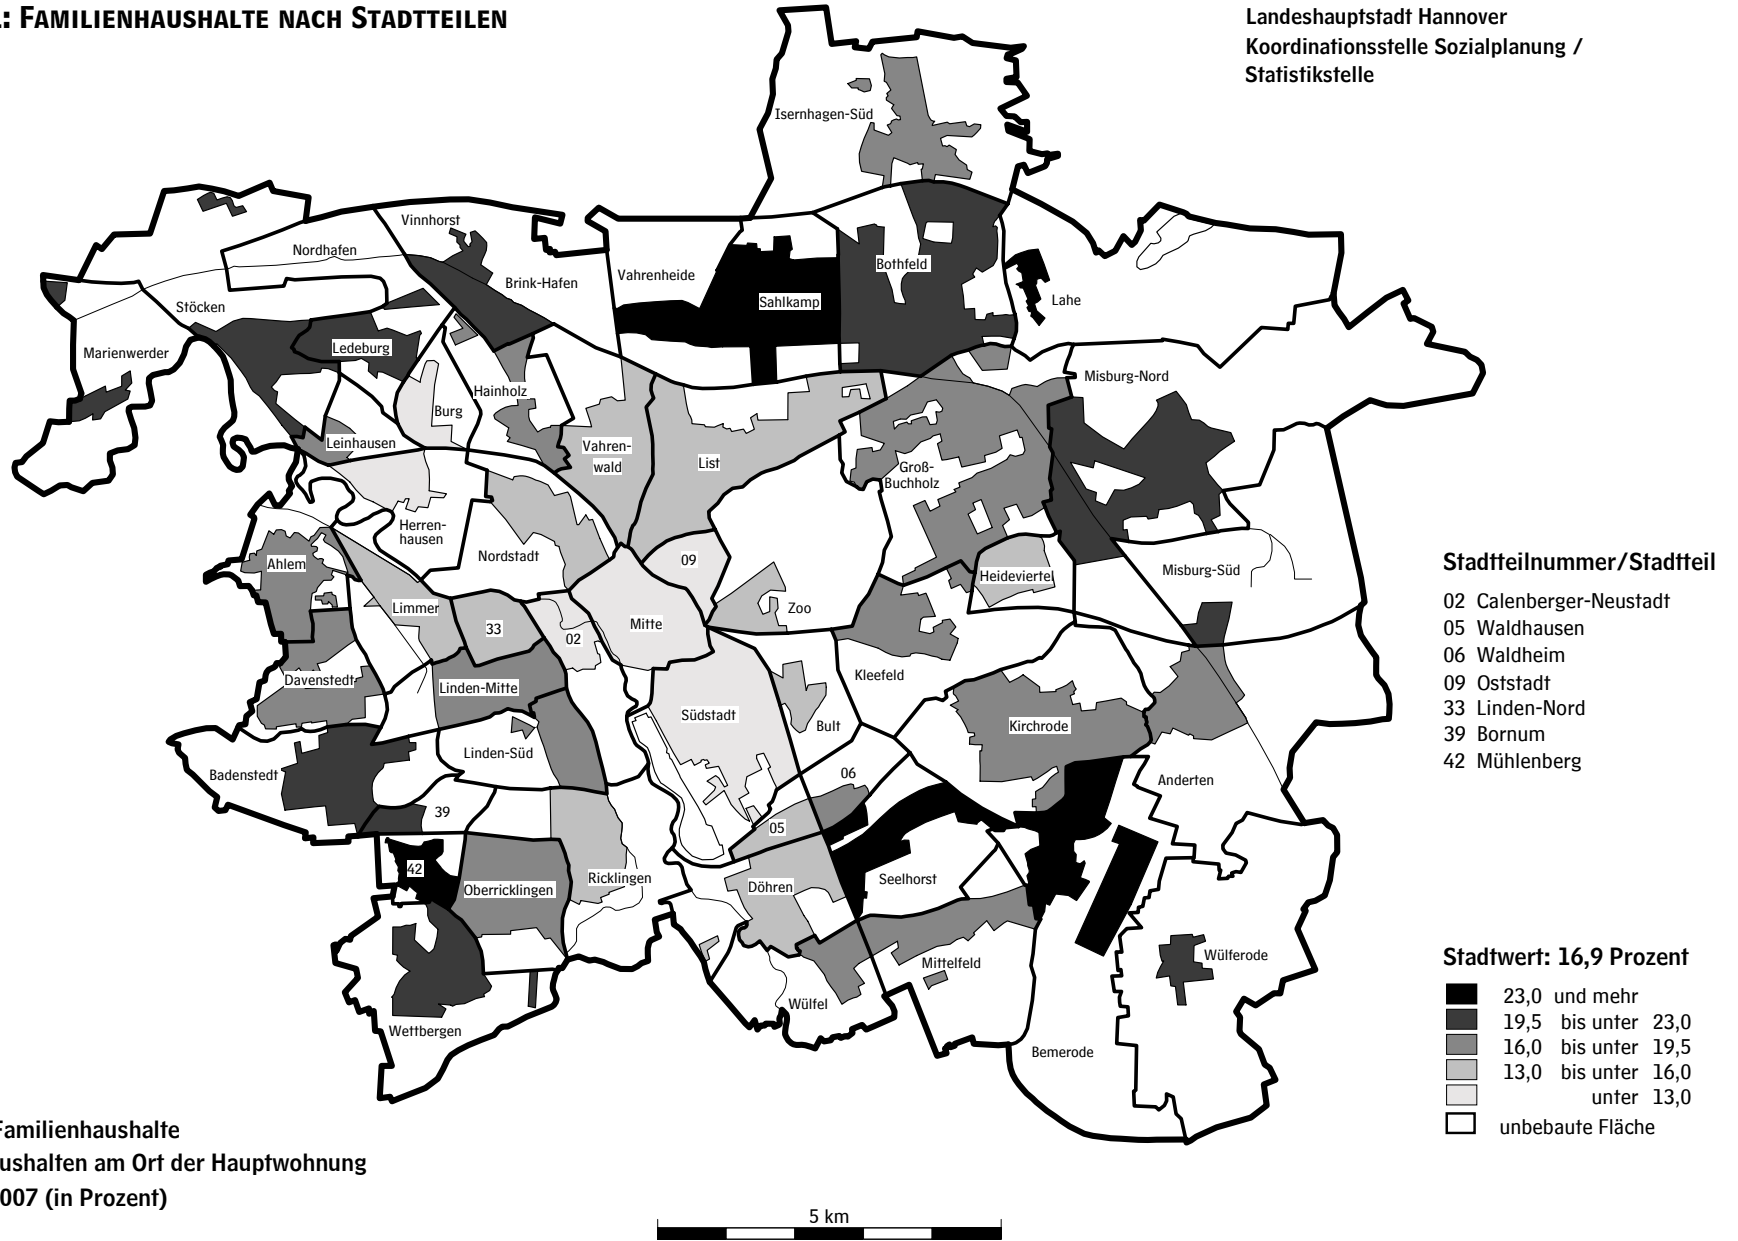 .: FAMILIENHAUSHALTE NACH STADTTEILEN
Landeshauptstadt Hannover
Koordinationsstelle Sozialplanung /
Statistikstelle
Isernhagen-Süd
Vinnhorst
Nordhafen
Brink-Hafen
Vahrenheide
Bothfeld
Sahlkamp
Lahe
Stöcken
Marienwerder
Ledeburg
Hainholz
Burg
Misburg-Nord
Leinhausen
Vahren-
wald
List
Groß-
Buchholz
Herren-
hausen
Nordstadt
09
Ahlem
Heideviertel
Misburg-Süd
Limmer
33
02
Mitte
Zoo
Davenstedt
Linden-Mitte
Kleefeld
Südstadt
Bult
Kirchrode
Linden-Süd
Badenstedt
06
Anderten
39
05
42
Oberricklingen
Ricklingen
Döhren
Seelhorst
Mittelfeld
Wülferode
Wülfel
Wettbergen
Bemerode
Stadtteilnummer/Stadtteil
02 Calenberger-Neustadt
05 Waldhausen
06 Waldheim
09 Oststadt
33 Linden-Nord
39 Bornum
42 Mühlenberg
Stadtwert: 16,9 Prozent
23,0 und mehr
19,5 bis unter 23,0
16,0 bis unter 19,5
13,0 bis unter 16,0
unter 13,0
unbebaute Fläche
Familienhaushalte
ushalten am Ort der Hauptwohnung
007 (in Prozent)
5 km